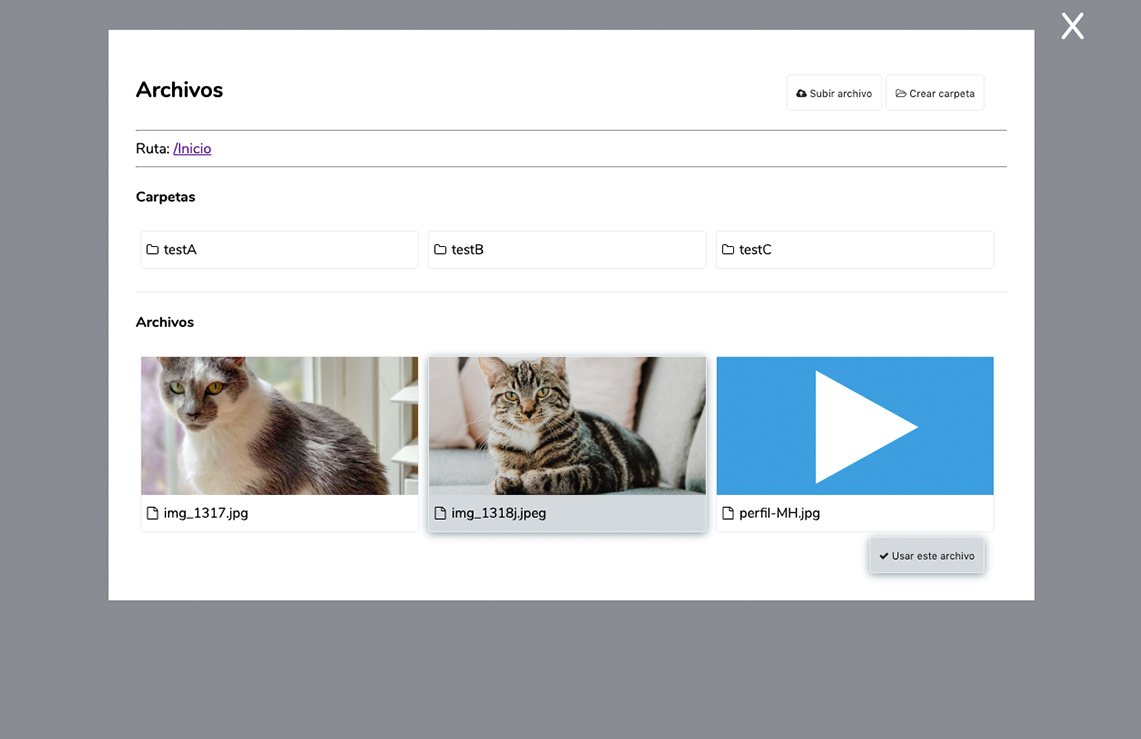 X
Archivos
Subir archivo
Crear carpeta
Ruta: /Inicio
Carpetas
testA
testB
testC
Archivos
img_1317.jpg
img_1318j.jpeg
perfil-MH.jpg
Usar este archivo